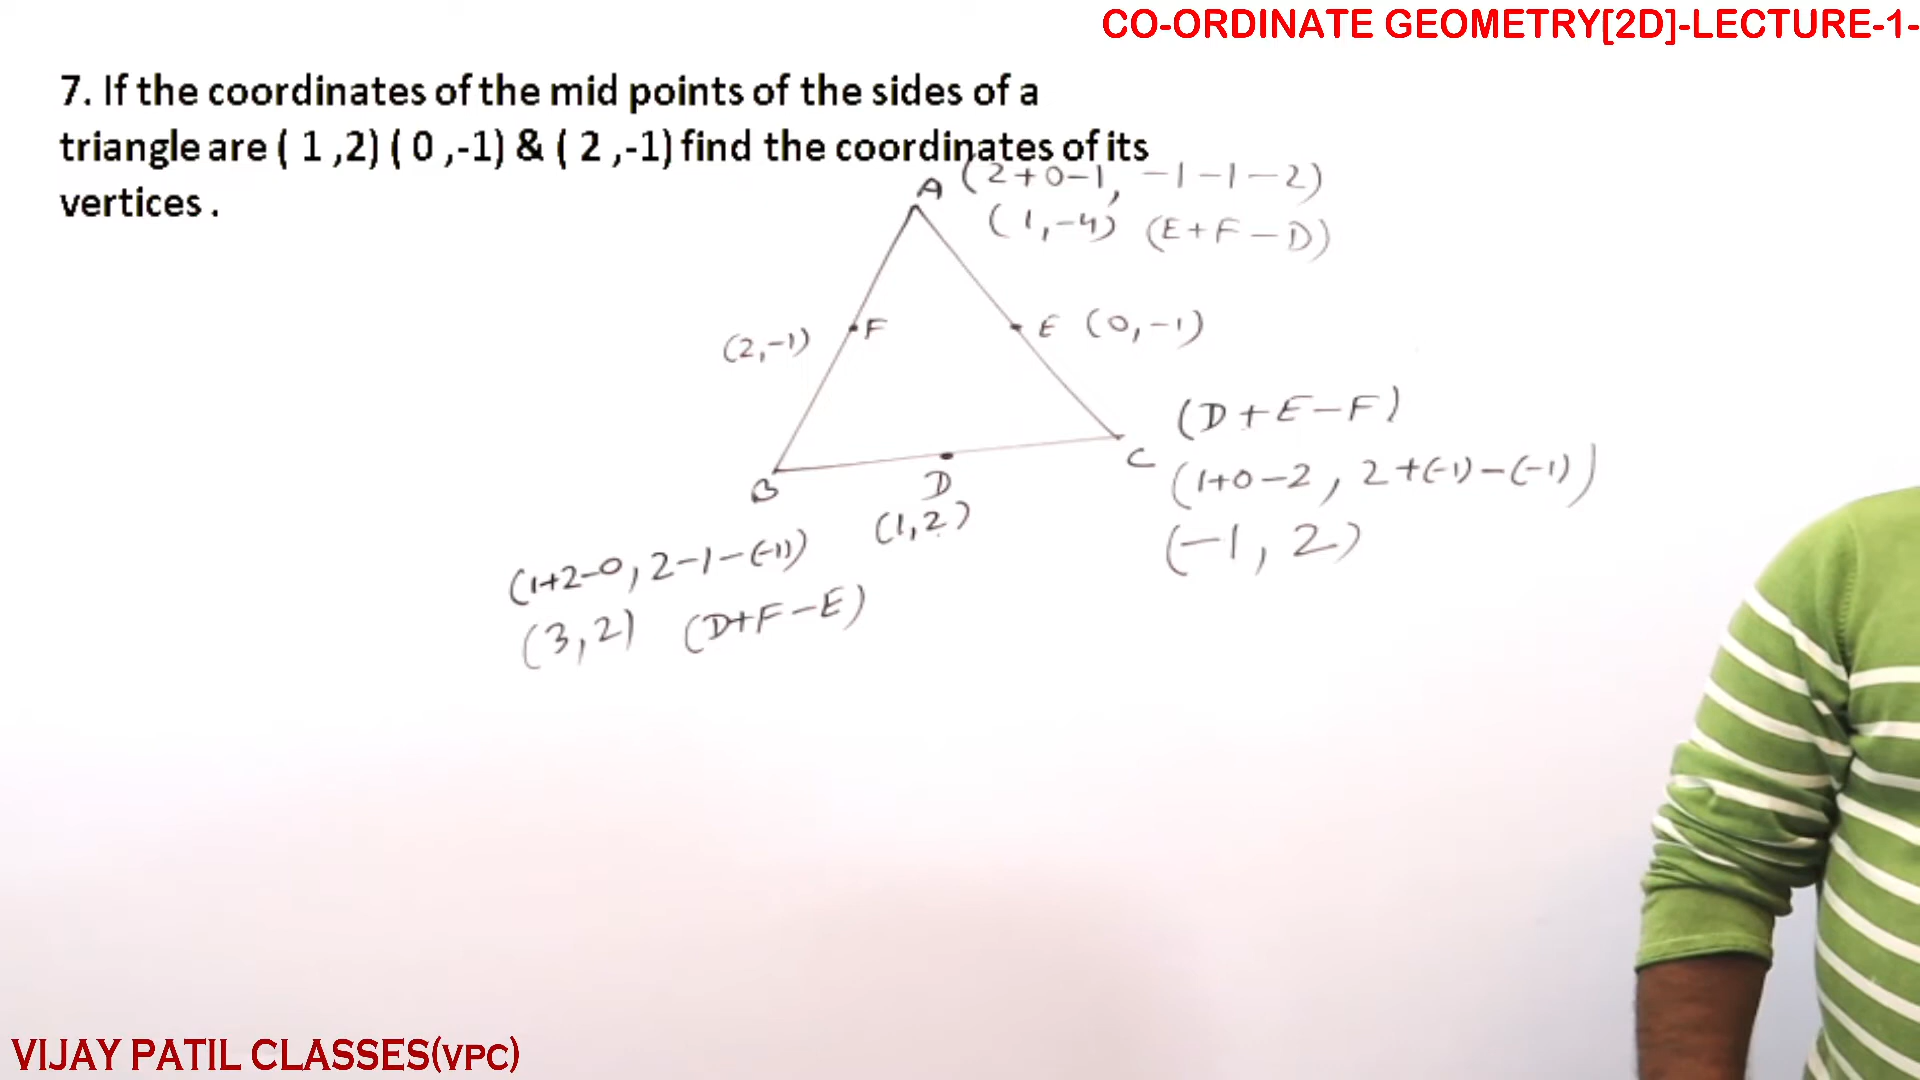 CO-ORDINATE GEOMETRY[2D]-LECTURE-1-
7. If the coordinates of the mid points of the sides of a
triangle are ( 1 ,2) ( 0 ,-1) & ( 2 ,-1) find the coordinates of its
vertices .
A (2+0-1, -1-1-2)
(1,-4) (E+F-D)
(2,-1) F E (0,-1)
(D+E-F)
B D C (1+0-2, 2+(-1)-(-1))
(1,2)
(-1, 2)
(1+2-0, 2-1-(-1))
(3,2) (D+F-E)
VIJAY PATIL CLASSES(VPC)